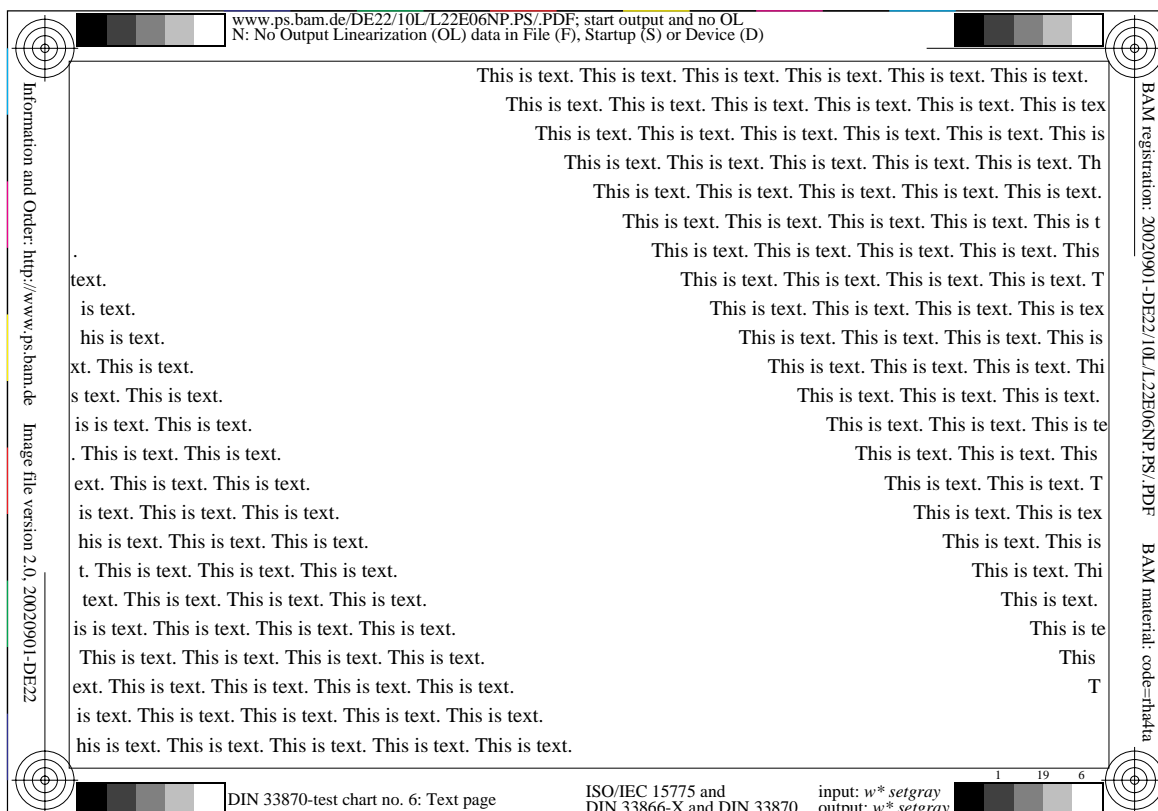 www.ps.bam.de/DE22/10L/L22E06NP.PS/.PDF; start output and no OL
N: No Output Linearization (OL) data in File (F), Startup (S) or Device (D)
This is text. This is text. This is text. This is text. This is text. This is text.
This is text. This is text. This is text. This is text. This is text. This is tex
This is text. This is text. This is text. This is text. This is text. This is
This is text. This is text. This is text. This is text. This is text. Th
This is text. This is text. This is text. This is text. This is text.
This is text. This is text. This is text. This is text. This is t
. This is text. This is text. This is text. This is text. This
text. This is text. This is text. This is text. This is text. T
is text. This is text. This is text. This is text. This is tex
his is text. This is text. This is text. This is text. This is
xt. This is text. This is text. This is text. This is text. Thi
s text. This is text. This is text. This is text. This is text.
is is text. This is text. This is text. This is text. This is te
. This is text. This is text. This is text. This is text. This
ext. This is text. This is text. This is text. This is text. T
is text. This is text. This is text. This is text. This is tex
his is text. This is text. This is text. This is text. This is
t. This is text. This is text. This is text. This is text. Thi
text. This is text. This is text. This is text. This is text.
is is text. This is text. This is text. This is text. This is te
This is text. This is text. This is text. This is text. This
ext. This is text. This is text. This is text. This is text. T
is text. This is text. This is text. This is text. This is text.
his is text. This is text. This is text. This is text. This is text.
1 19 6
DIN 33870-test chart no. 6: Text page
ISO/IEC 15775 and
DIN 33866-X and DIN 33870
input: w* setgray
output: w* setgray
Information and Order: http://www.ps.bam.de Image file version 2.0, 20020901-DE22
BAM registration: 20020901-DE22/10L/L22E06NP.PS/.PDF BAM material: code=rha4ta